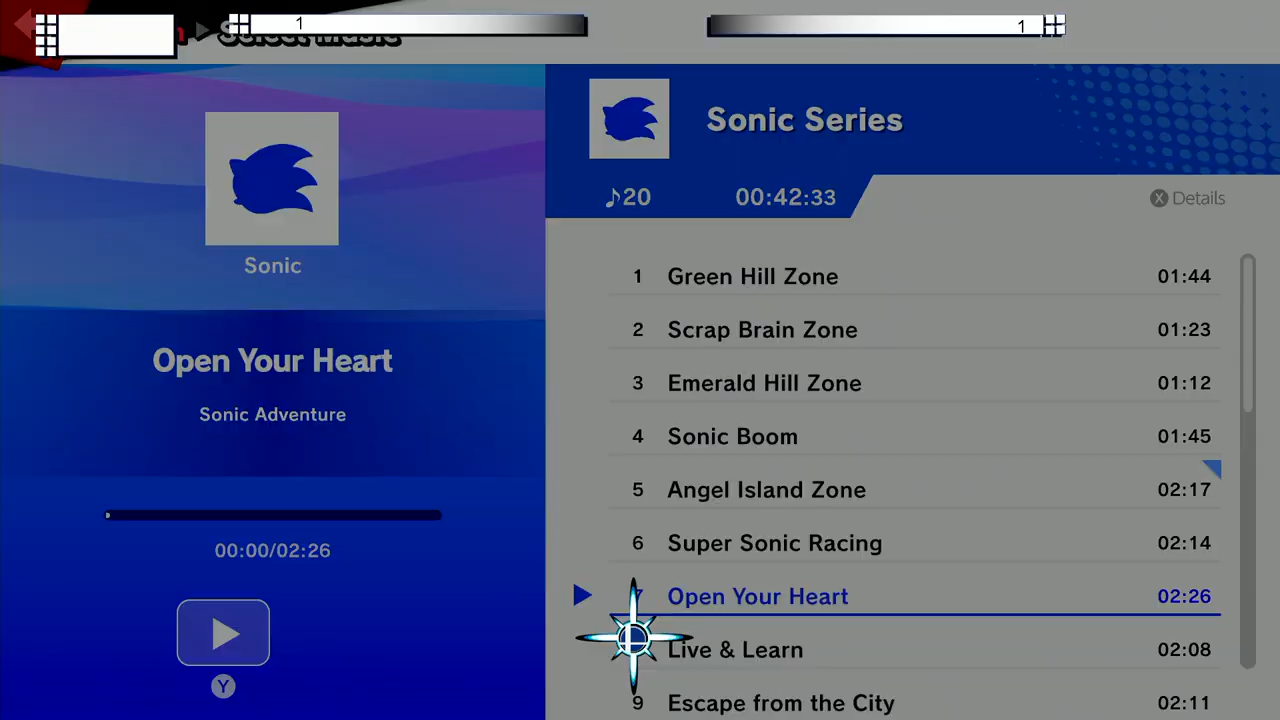 1
1
Select Music
Sonic Series
♪20 00:42:33
X Details
Sonic
Open Your Heart
Sonic Adventure
00:00/02:26
Y
1 Green Hill Zone 01:44
2 Scrap Brain Zone 01:23
3 Emerald Hill Zone 01:12
4 Sonic Boom 01:45
5 Angel Island Zone 02:17
6 Super Sonic Racing 02:14
7 Open Your Heart 02:26
Live & Learn 02:08
9 Escape from the City 02:11